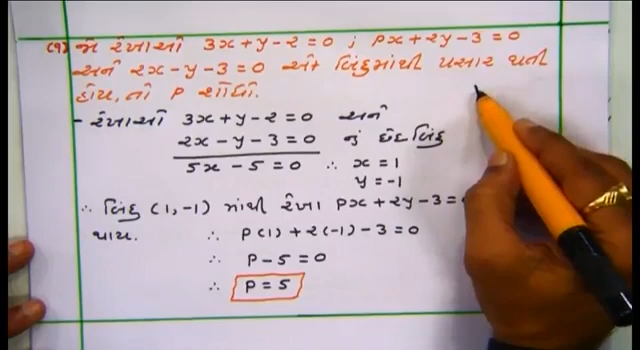 (૧) જો રેખાઓ 3x+y-2=0 ; px+2y-3=0
અને 2x-y-3=0 એક બિંદુમાંથી પસાર થતી
હોય, તો P શોધો.
- રેખાઓ 3x+y-2=0 અને
2x-y-3=0 નું છેદ બિંદુ
5x-5=0 ∴ x=1
y=-1
∴ બિંદુ (1,-1) માંથી રેખા px+2y-3=
થાય. ∴ P(1)+2(-1)-3=0
∴ P-5=0
∴ P=5